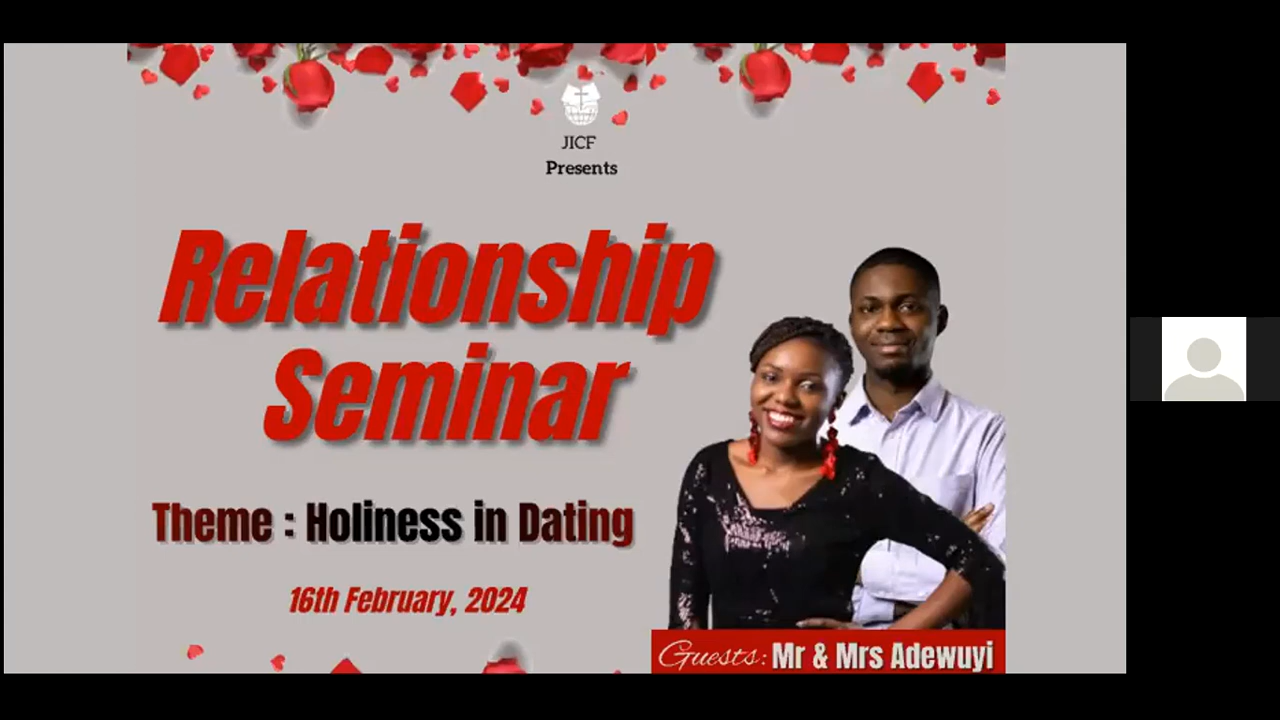 JICF
Presents
Relationship
Seminar
Theme : Holiness in Dating
16th February, 2024
Guests: Mr & Mrs Adewuyi